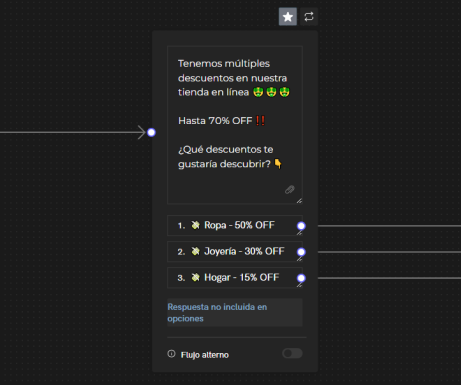 Tenemos múltiples
descuentos en nuestra
tienda en línea 🤑🤑🤑
Hasta 70% OFF ‼️
¿Qué descuentos te
gustaría descubrir? 👇
1. 💸 Ropa - 50% OFF
2. 💸 Joyería - 30% OFF
3. 💸 Hogar - 15% OFF
Respuesta no incluida en
opciones
Flujo alterno